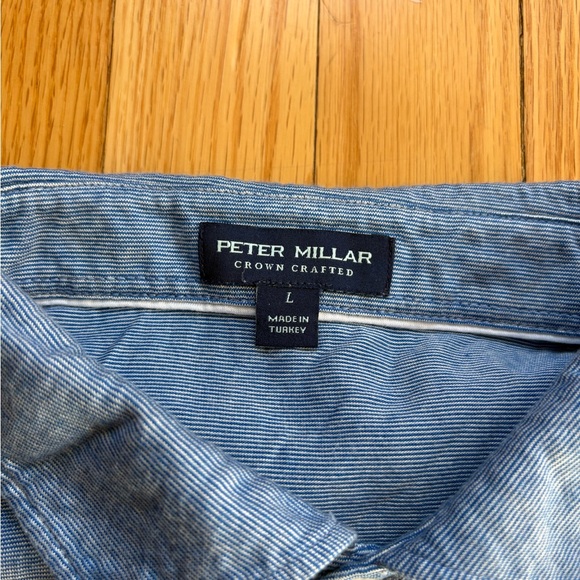 PETER MILLAR
CROWN CRAFTED
L
MADE IN
TURKEY